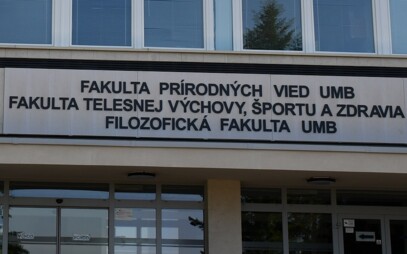 FAKULTA PRÍRODNÝCH VIED UMB
FAKULTA TELESNEJ VÝCHOVY, ŠPORTU A ZDRAVIA
FILOZOFICKÁ FAKULTA UMB